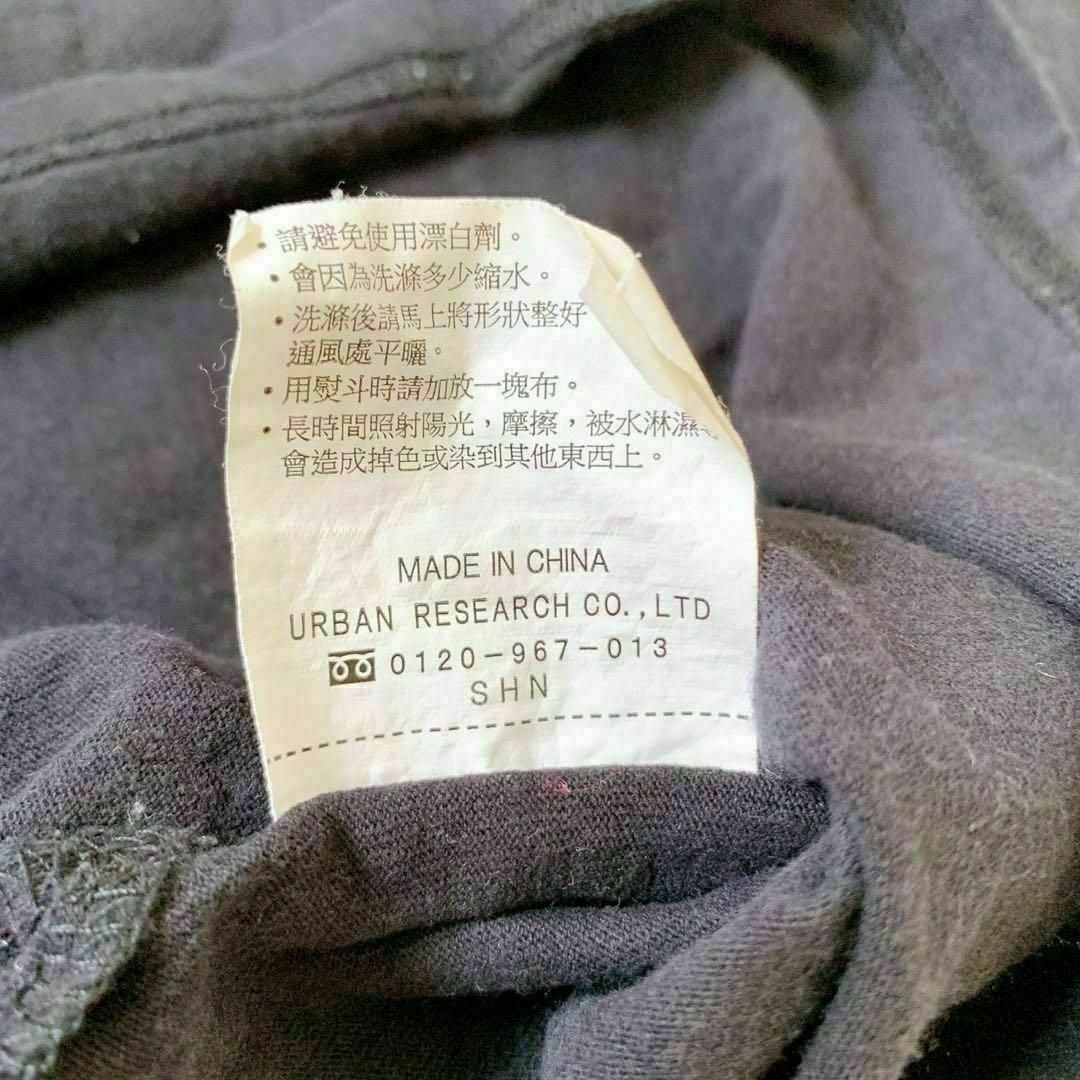 ・請避免使用漂白劑。
・會因為洗滌多少縮水。
・洗滌後請馬上將形狀整好
通風處平曬。
・用熨斗時請加放一塊布。
・長時間照射陽光，摩擦，被水淋濕
會造成掉色或染到其他東西上。
MADE IN CHINA
URBAN RESEARCH CO.,LTD
0120-967-013
SHN